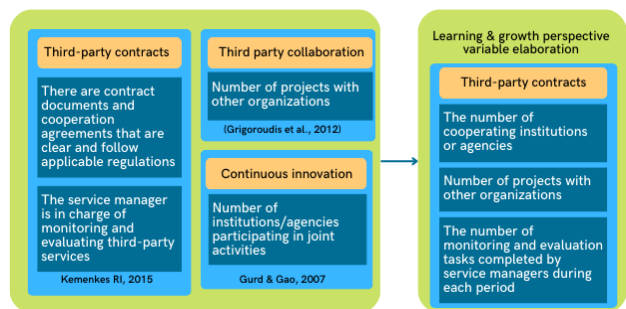 Third-party contracts
There are contract
documents and
cooperation
agreements that are
clear and follow
applicable regulations
The service manager
is in charge of
monitoring and
evaluating third-party
services
Kemenkes RI, 2015
Third party collaboration
Number of projects with
other organizations
(Grigoroudis et al., 2012)
Continuous innovation
Number of
institutions/agencies
participating in joint
activities
Gurd & Gao, 2007
Learning & growth perspective
variable elaboration
Third-party contracts
The number of
cooperating institutions
or agencies
Number of projects with
other organizations
The number of
monitoring and evaluation
tasks completed by
service managers during
each period